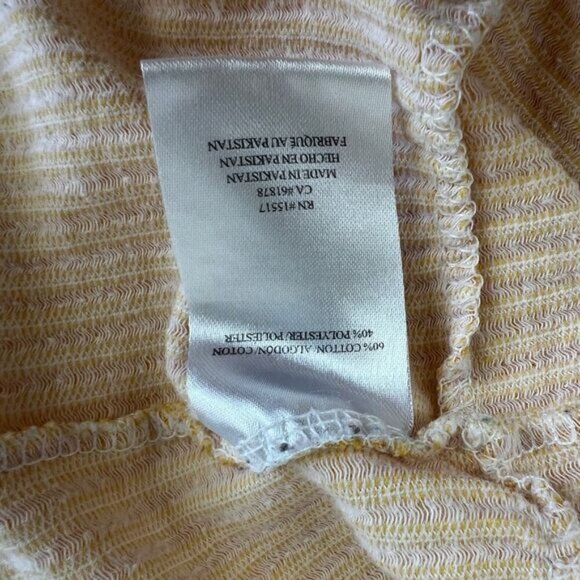 60% COTTON/ ALGODÓN/ COTON
40% POLYESTER/ POLIESTER
RN #15517
CA #61878
MADE IN PAKISTAN
HECHO EN PAKISTAN
FABRIQUÉ AU PAKISTAN